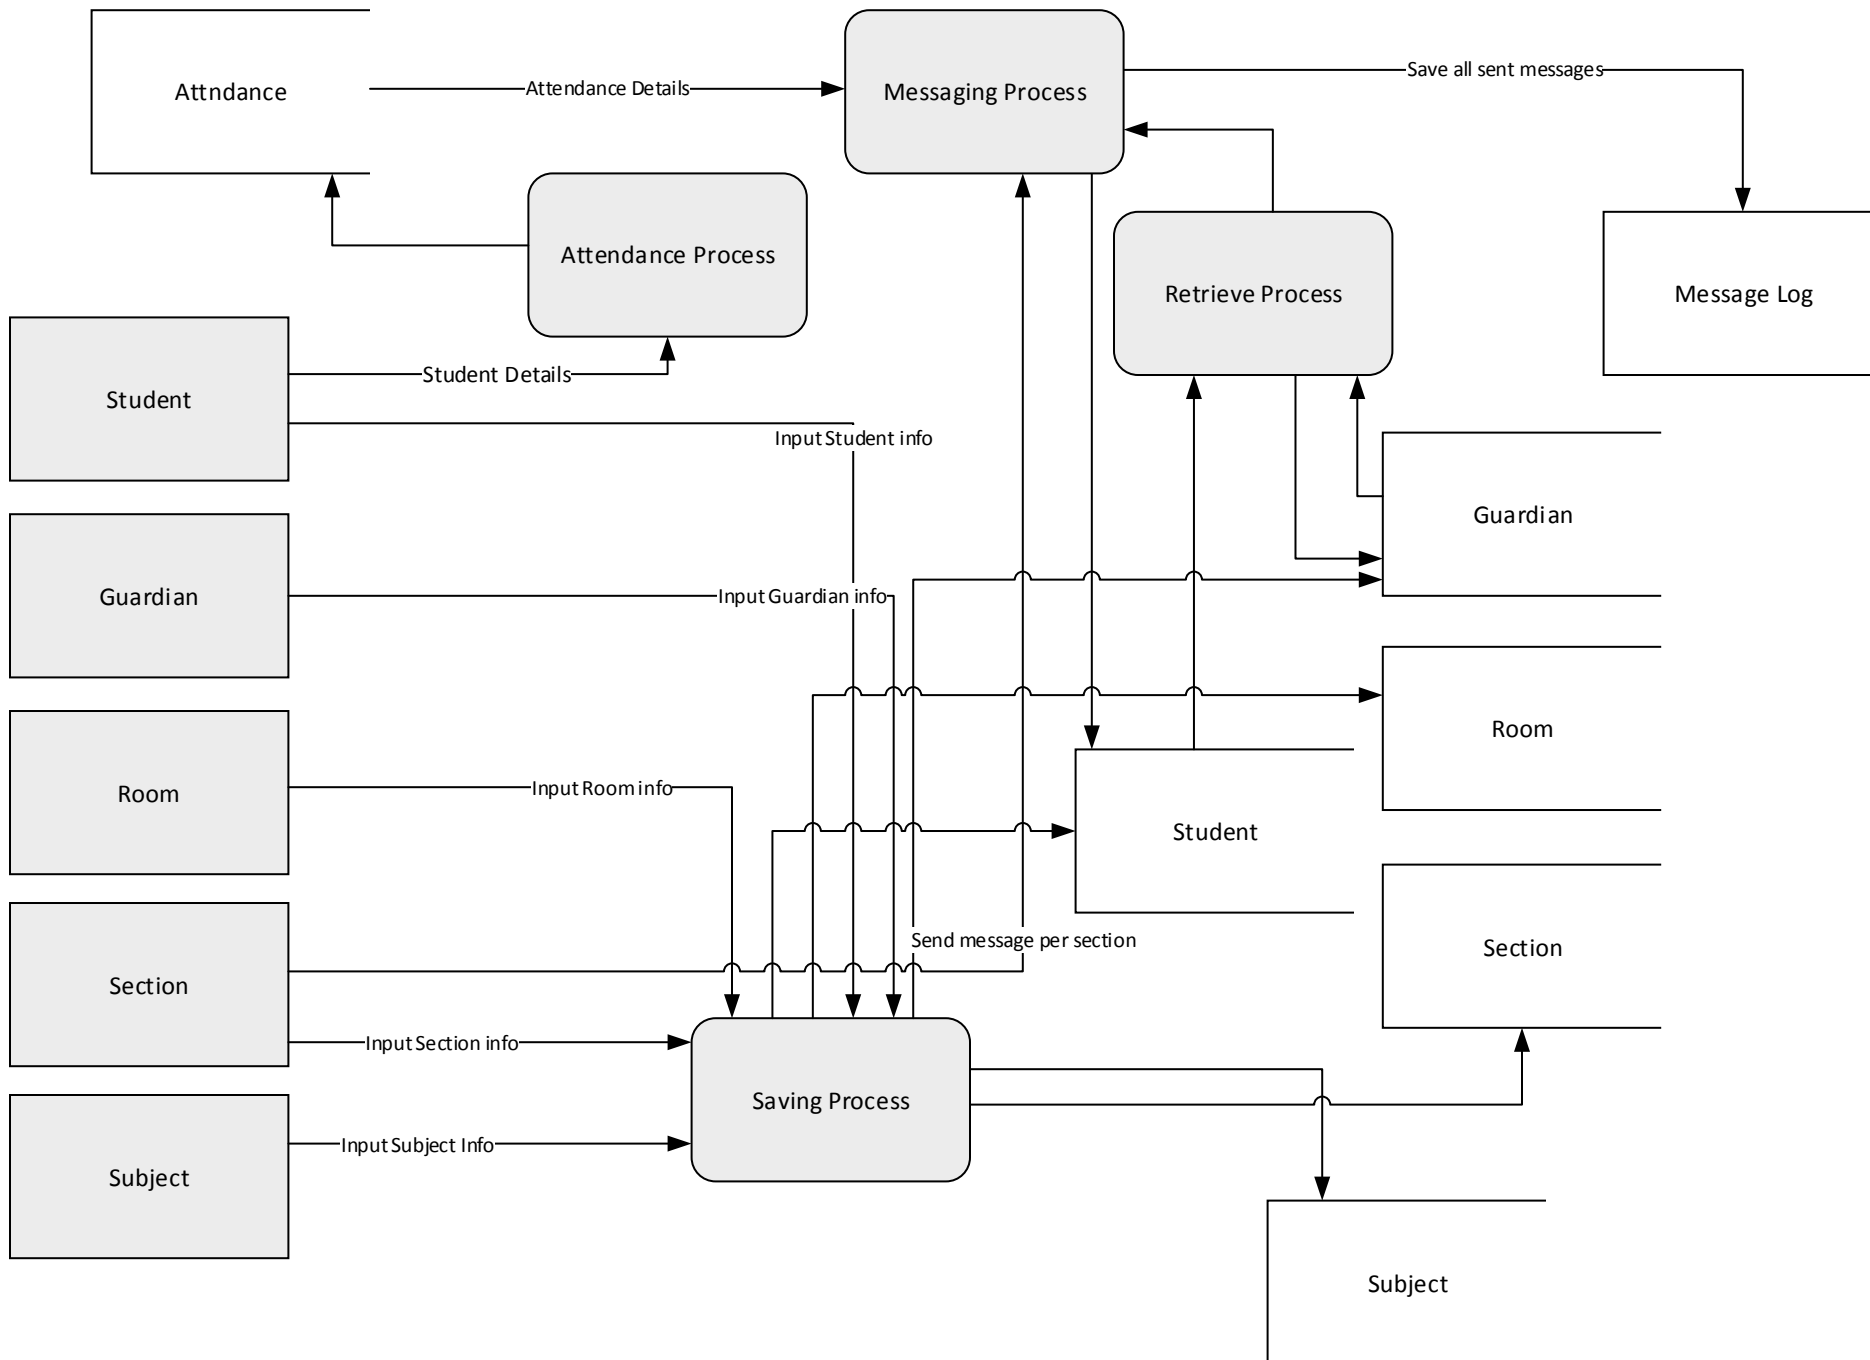 Attndance
Attendance Details
Messaging Process
Save all sent messages
Attendance Process
Retrieve Process
Message Log
Student
Student Details
Input Student info
Guardian
Guardian
Input Guardian info
Room
Room
Input Room info
Student
Section
Send message per section
Section
Input Section info
Saving Process
Subject
Input Subject Info
Subject